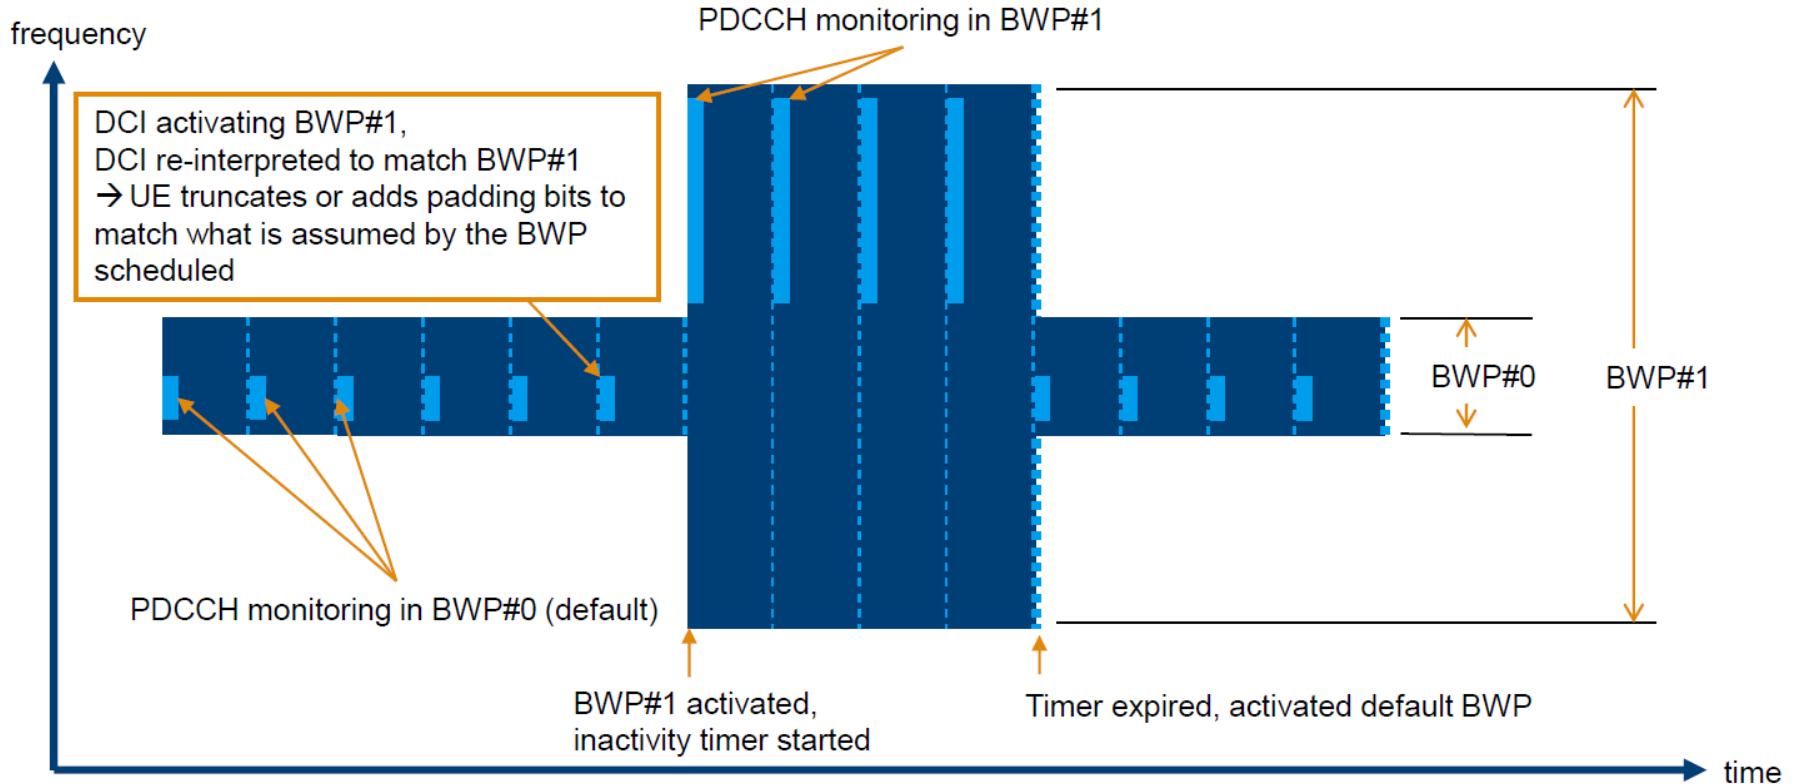 PDCCH monitoring in BWP#1
frequency
DCI activating BWP#1,
DCI re-interpreted to match BWP#1
→ UE truncates or adds padding bits to
match what is assumed by the BWP
scheduled
BWP#0
BWP#1
PDCCH monitoring in BWP#0 (default)
BWP#1 activated,
inactivity timer started
Timer expired, activated default BWP
time